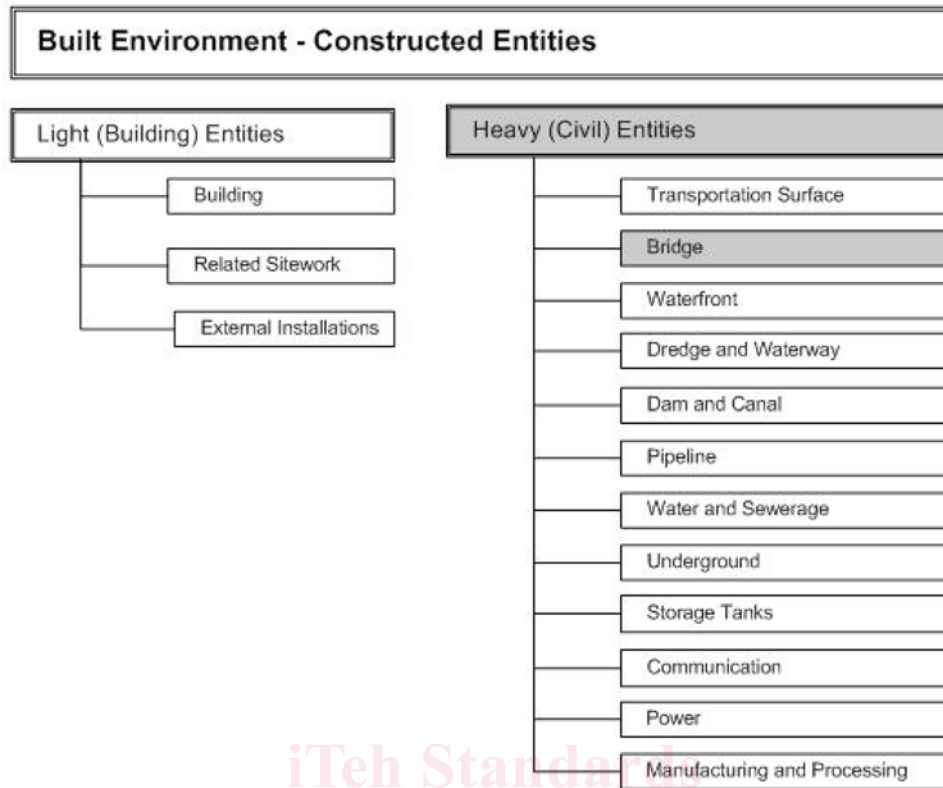 Built Environment - Constructed Entities
Light (Building) Entities
Building
Related Sitework
External Installations
Heavy (Civil) Entities
Transportation Surface
Bridge
Waterfront
Dredge and Waterway
Dam and Canal
Pipeline
Water and Sewerage
Underground
Storage Tanks
Communication
Power
Manufacturing and Processing
iTeh Standards